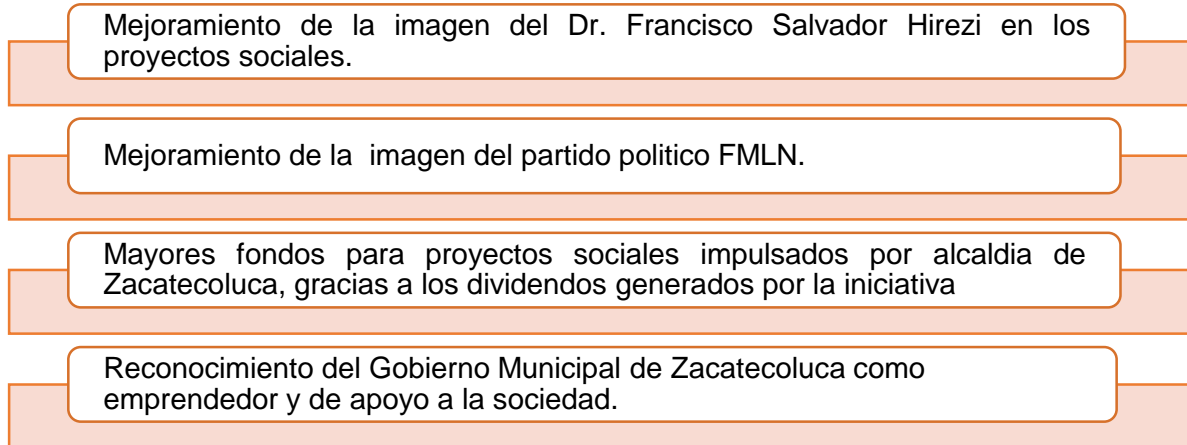 Mejoramiento de la imagen del Dr. Francisco Salvador Hirezi en los
proyectos sociales.
Mejoramiento de la imagen del partido politico FMLN.
Mayores fondos para proyectos sociales impulsados por alcaldia de
Zacatecoluca, gracias a los dividendos generados por la iniciativa
Reconocimiento del Gobierno Municipal de Zacatecoluca como
emprendedor y de apoyo a la sociedad.